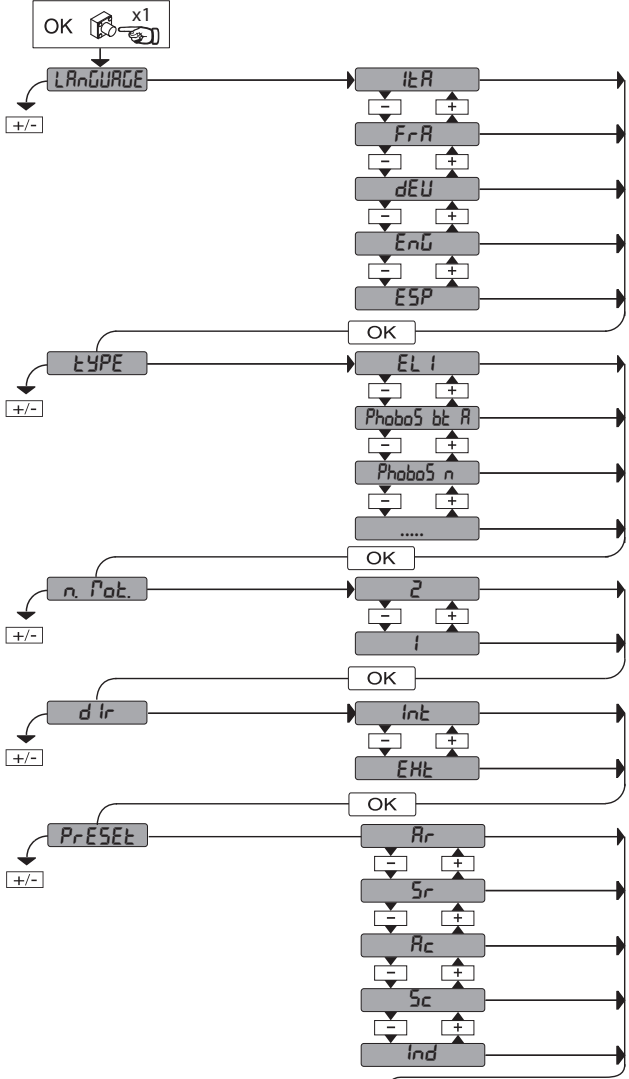 OK x1
LAnGUAGE
+/-
ItA
- +
FrA
- +
dEU
- +
EnG
- +
ESP
OK
tYPE
+/-
EL 1
- +
PhoboS bt A
- +
PhoboS n
- +
.....
OK
n. Mot.
+/-
2
- +
1
OK
dIr
+/-
Int
- +
EHt
OK
PrESEt
+/-
Ar
- +
Sr
- +
Ac
- +
Sc
- +
Ind